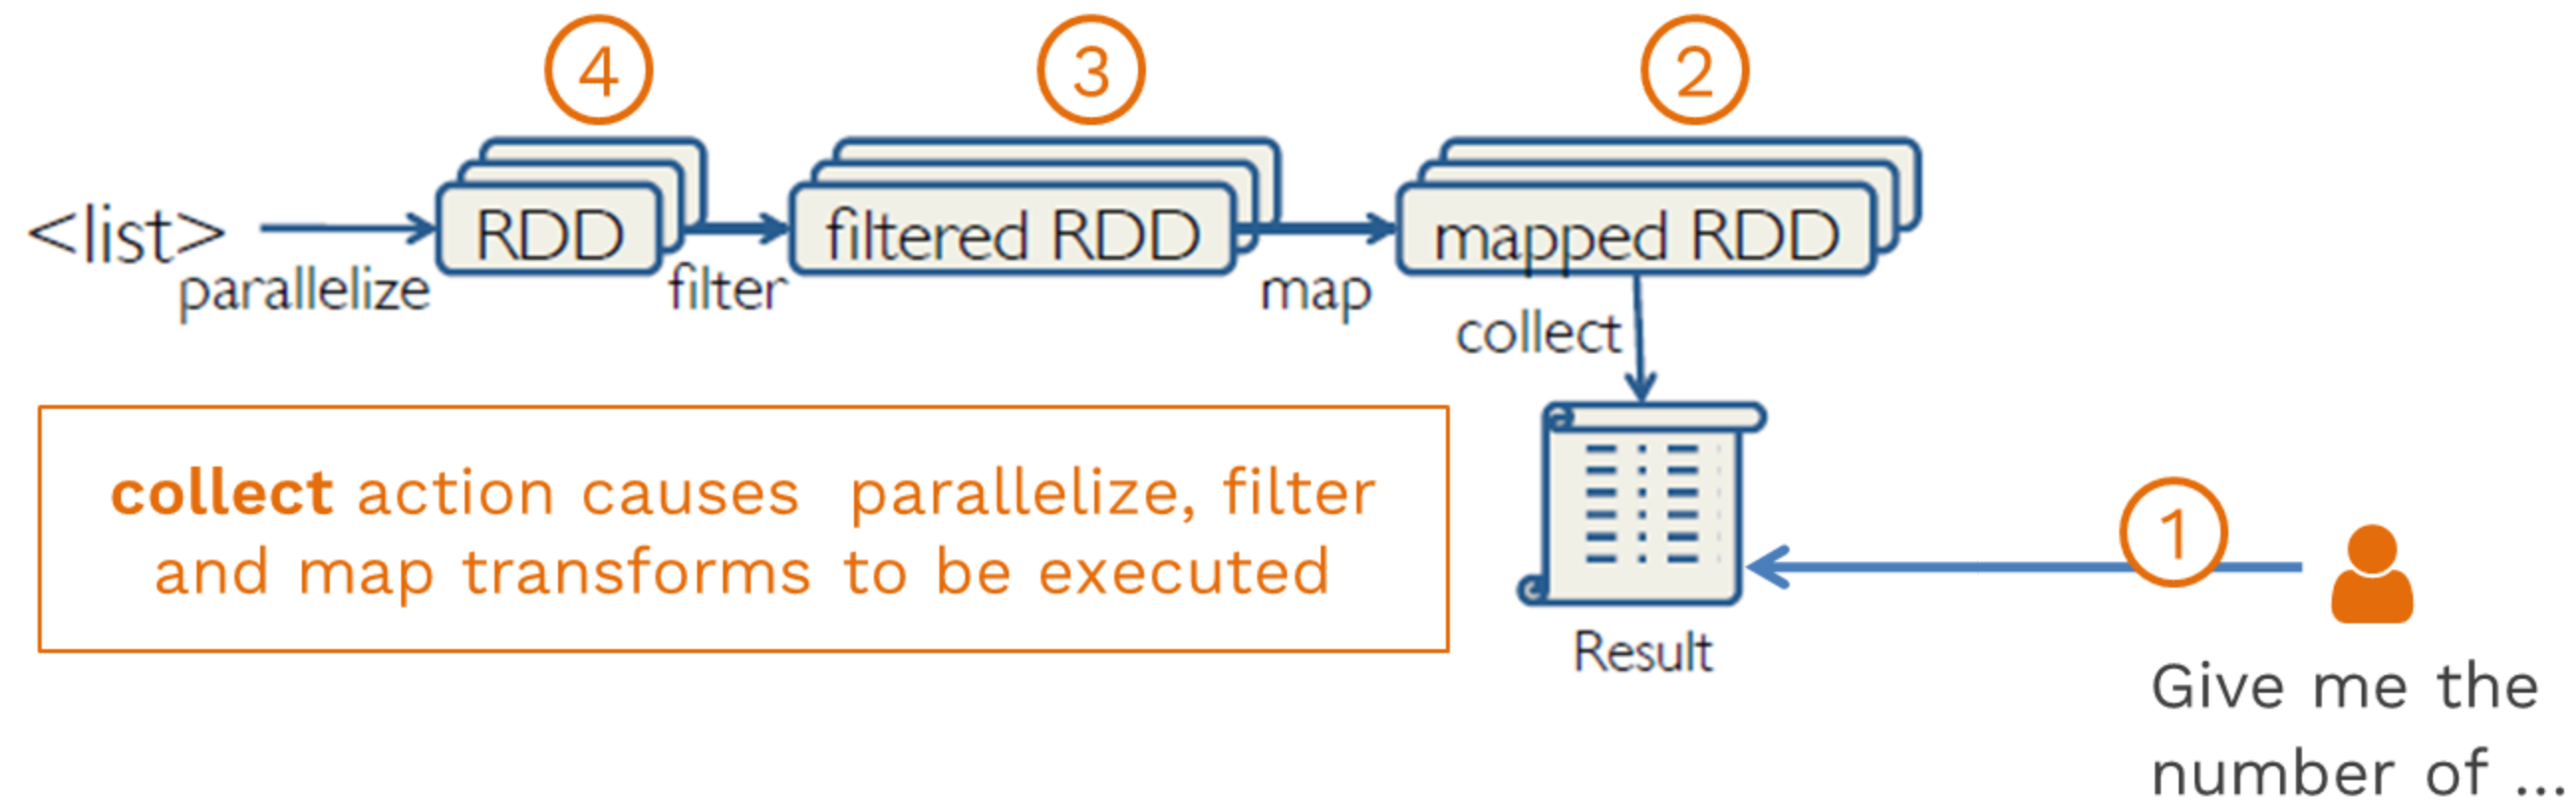 4
3
2
<list>
RDD
filtered RDD
mapped RDD
parallelize
filter
map
collect
collect action causes  parallelize, filter
and map transforms to be executed
1
Result
Give me the
number of ...